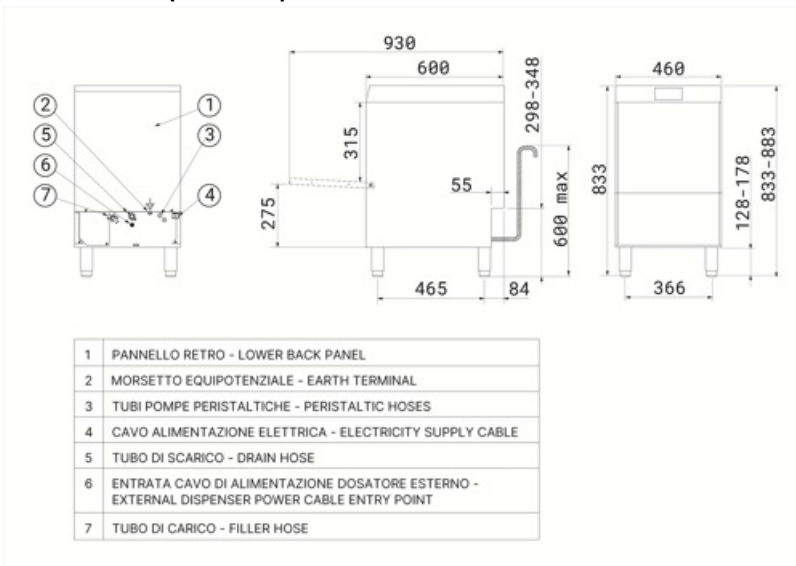 930
600
460
298-348
2
1
5
3
315
6
833
55
7
4
600 max
128-178
833-883
275
465
84
366
1 PANNELLO RETRO - LOWER BACK PANEL
2 MORSETTO EQUIPOTENZIALE - EARTH TERMINAL
3 TUBI POMPE PERISTALTICHE - PERISTALTIC HOSES
4 CAVO ALIMENTAZIONE ELETTRICA - ELECTRICITY SUPPLY CABLE
5 TUBO DI SCARICO - DRAIN HOSE
6 ENTRATA CAVO DI ALIMENTAZIONE DOSATORE ESTERNO -
EXTERNAL DISPENSER POWER CABLE ENTRY POINT
7 TUBO DI CARICO - FILLER HOSE